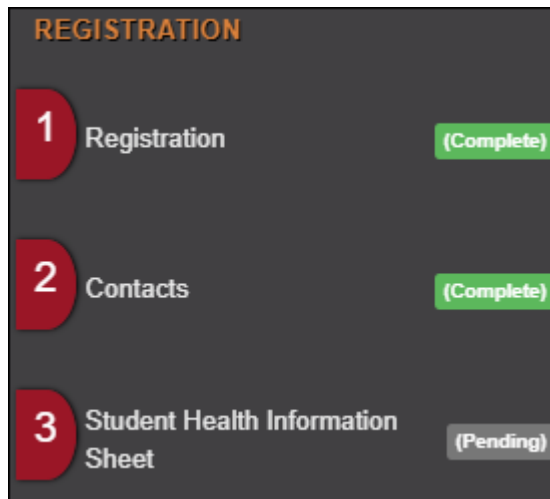 REGISTRATION
1 Registration (Complete)
2 Contacts (Complete)
3 Student Health Information
Sheet (Pending)